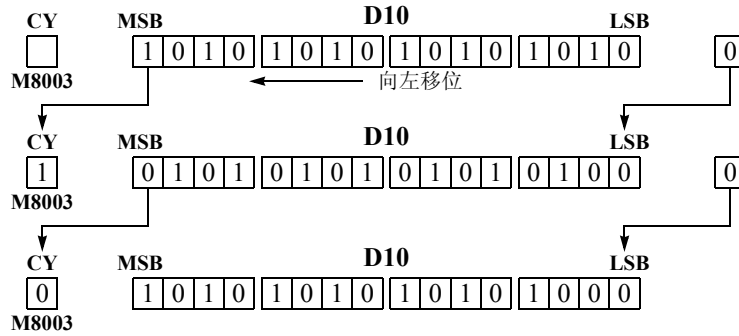 CY MSB D10 LSB
1 0 1 0 1 0 1 0 1 0 1 0 1 0 1 0 0
M8003 向左移位
CY MSB D10 LSB
1 0 1 0 1 0 1 0 1 0 1 0 1 0 1 0 0 0
M8003
CY MSB D10 LSB
0 1 0 1 0 1 0 1 0 1 0 1 0 1 0 0 0
M8003